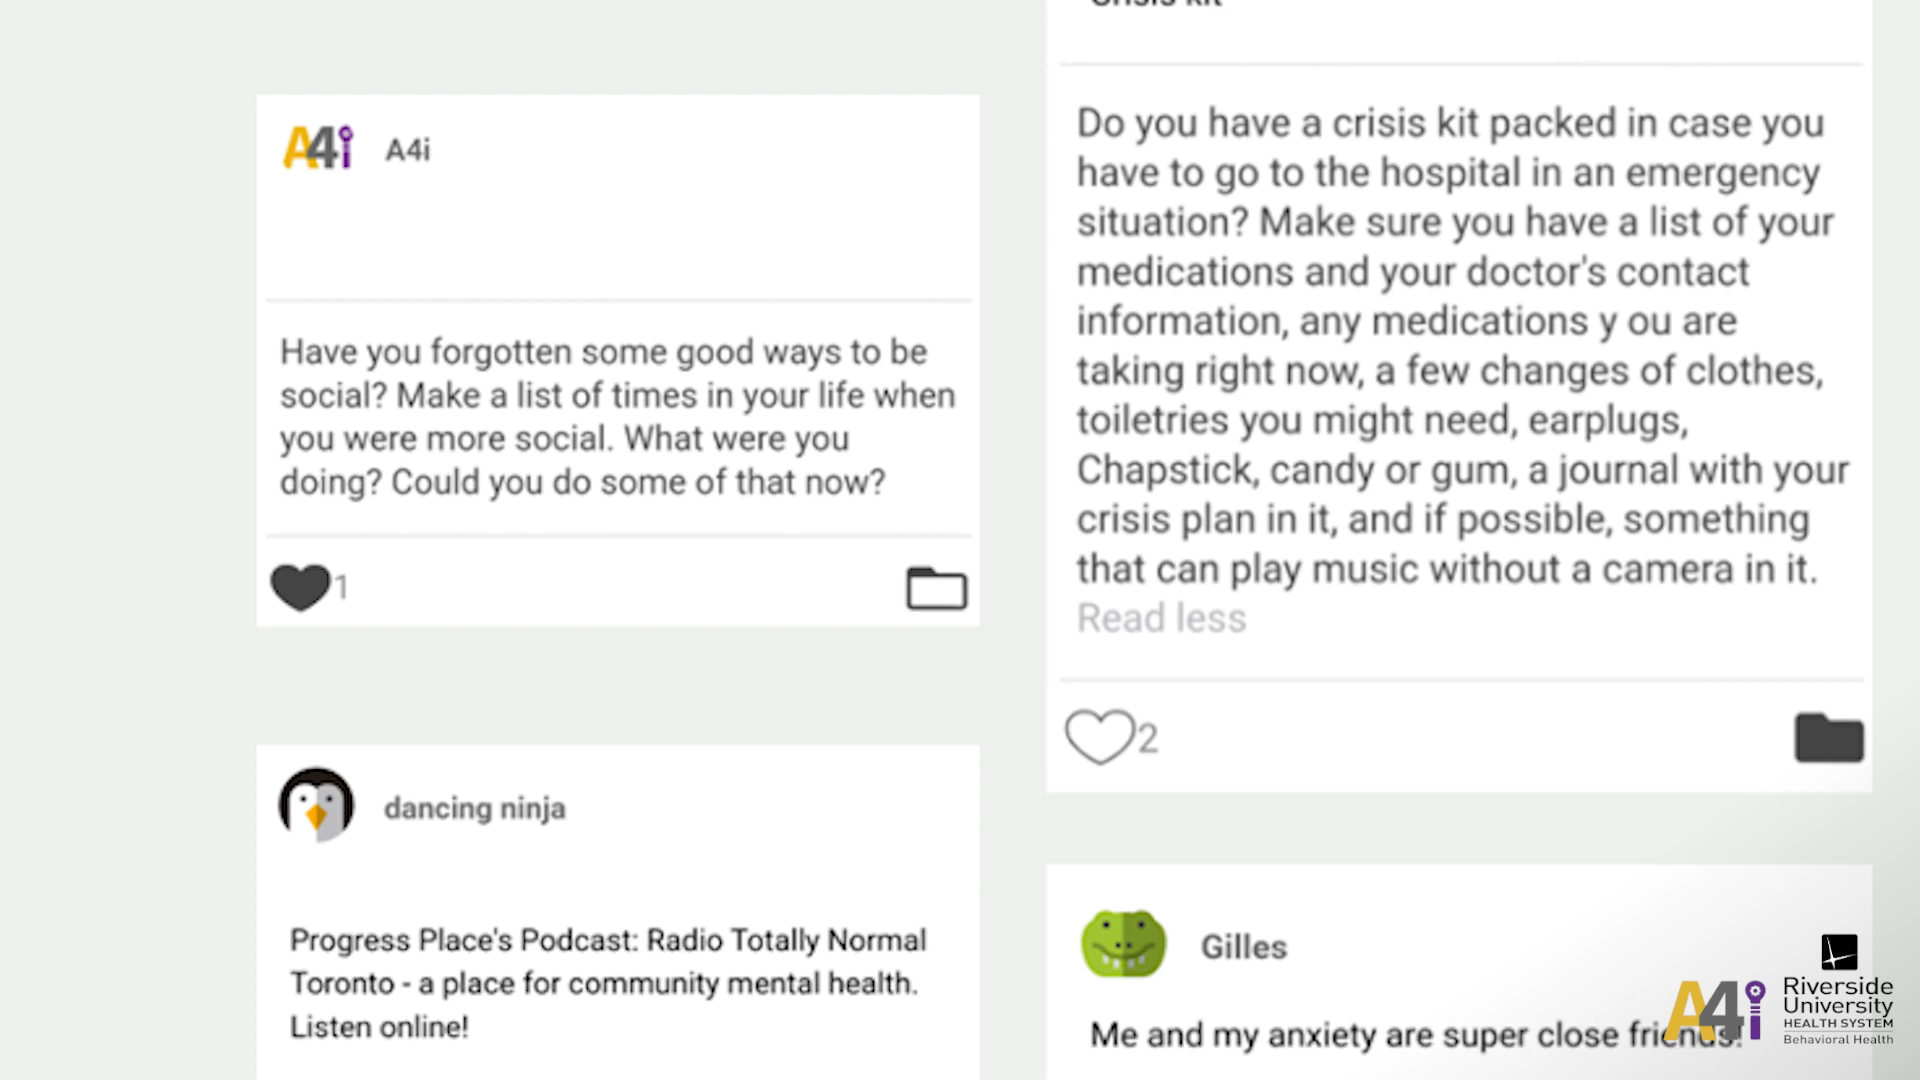 A4i A4i
Have you forgotten some good ways to be
social? Make a list of times in your life when
you were more social. What were you
doing? Could you do some of that now?
1
dancing ninja
Progress Place's Podcast: Radio Totally Normal
Toronto - a place for community mental health.
Listen online!
Crisis kit
Do you have a crisis kit packed in case you
have to go to the hospital in an emergency
situation? Make sure you have a list of your
medications and your doctor's contact
information, any medications y ou are
taking right now, a few changes of clothes,
toiletries you might need, earplugs,
Chapstick, candy or gum, a journal with your
crisis plan in it, and if possible, something
that can play music without a camera in it.
Read less
2
Gilles
Me and my anxiety are super close friends!
A4i
Riverside
University
HEALTH SYSTEM
Behavioral Health